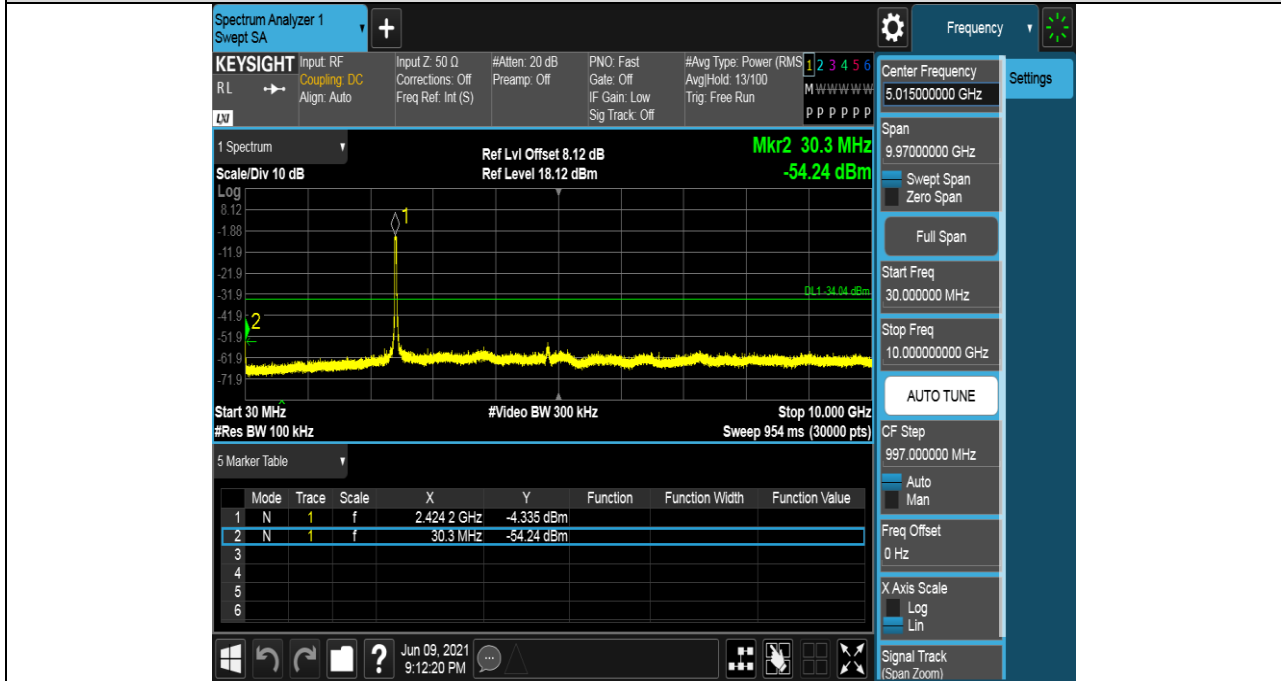 Spectrum Analyzer 1
Swept SA
+
Frequency
KEYSIGHT
RL
LXI
Input: RF
Coupling: DC
Align: Auto
Input Z: 50 Ω
Corrections: Off
Freq Ref: Int (S)
#Atten: 20 dB
Preamp: Off
PNO: Fast
Gate: Off
IF Gain: Low
Sig Track: Off
#Avg Type: Power (RMS
Avg|Hold: 13/100
Trig: Free Run
1 2 3 4 5 6
M W W W W W
P P P P P P
1 Spectrum
Scale/Div 10 dB
Ref Lvl Offset 8.12 dB
Ref Level 18.12 dBm
Mkr2 30.3 MHz
-54.24 dBm
Log
8.12
-1.88
-11.9
-21.9
-31.9
-41.9
-51.9
-61.9
-71.9
1
2
DL1 -34.04 dBm
Start 30 MHz
#Video BW 300 kHz
Stop 10.000 GHz
#Res BW 100 kHz
Sweep 954 ms (30000 pts)
5 Marker Table
Mode Trace Scale X Y Function Function Width Function Value
1 N 1 f 2.424 2 GHz -4.335 dBm
2 N 1 f 30.3 MHz -54.24 dBm
3
4
5
6
Jun 09, 2021
9:12:20 PM
?
Center Frequency
5.015000000 GHz
Settings
Span
9.97000000 GHz
Swept Span
Zero Span
Full Span
Start Freq
30.000000 MHz
Stop Freq
10.000000000 GHz
AUTO TUNE
CF Step
997.000000 MHz
Auto
Man
Freq Offset
0 Hz
X Axis Scale
Log
Lin
Signal Track
(Span Zoom)